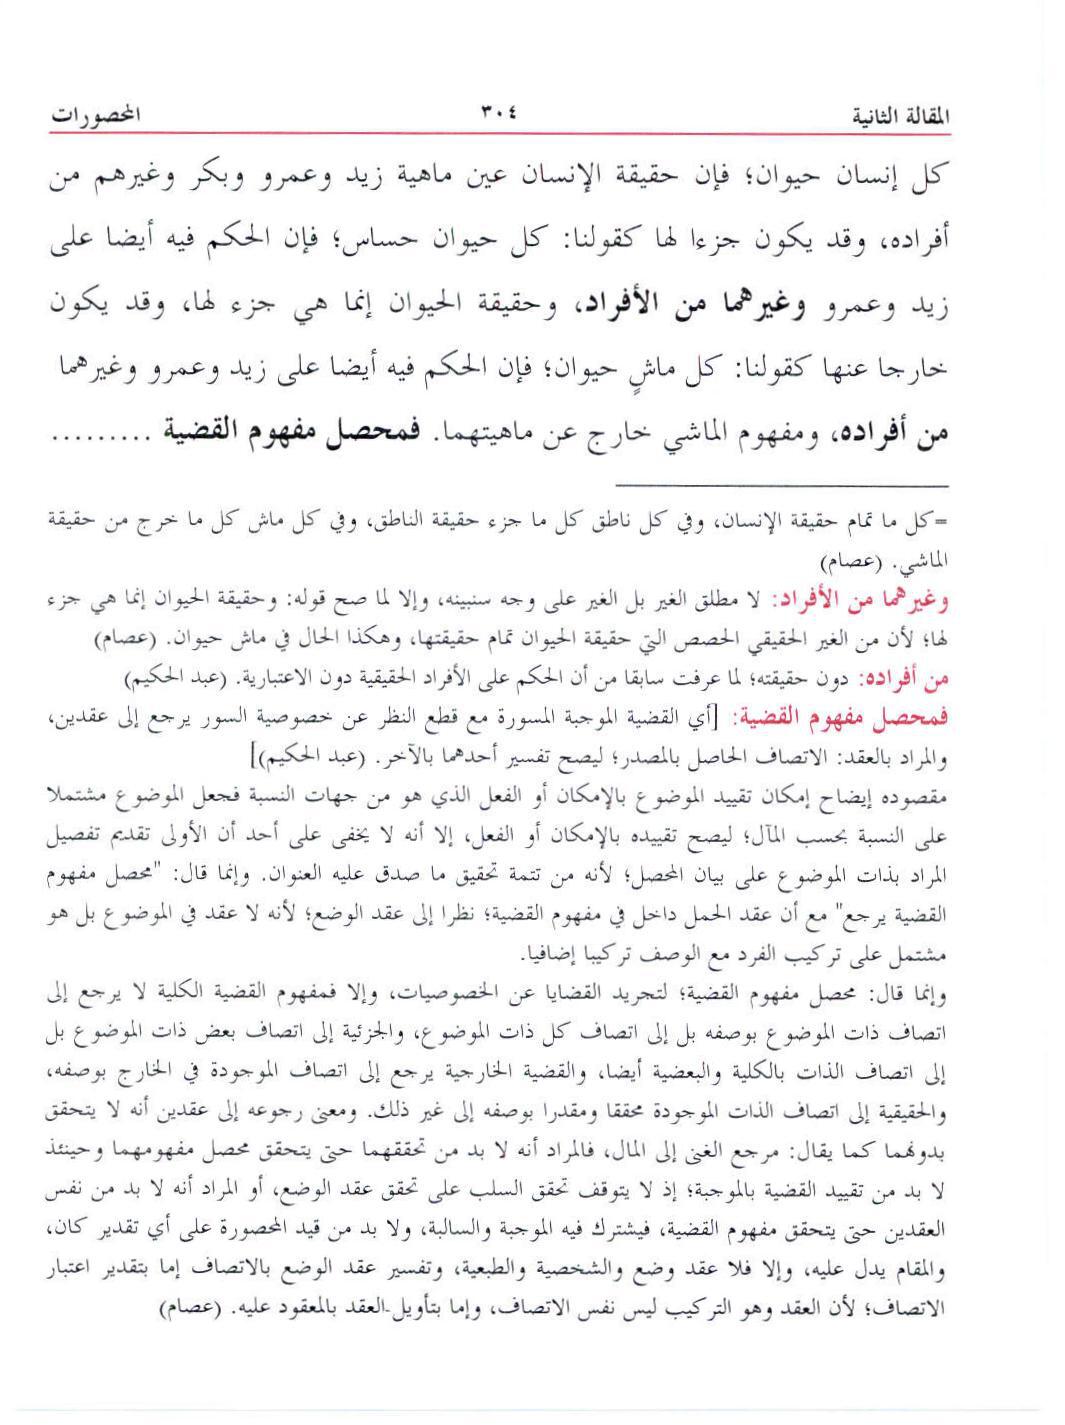 المقالة الثانية ٣٠٤ المحصورات
كل إنسان حيوان؛ فإن حقيقة الإنسان عين ماهية زيد وعمرو وبكر وغيرهم من
أفراده، وقد يكون جزءا لها كقولنا: كل حيوان حساس؛ فإن الحكم فيه أيضا على
زيد وعمرو وغيرهما من الأفراد، وحقيقة الحيوان إنما هي جزء لها، وقد يكون
خارجا عنها كقولنا: كل ماشٍ حيوان؛ فإن الحكم فيه أيضا على زيد وعمرو وغيرهما
من أفراده، ومفهوم الماشي خارج عن ماهيتهما. فمحصل مفهوم القضية .........
=كل ما تمام حقيقة الإنسان، وفي كل ناطق كل ما جزء حقيقة الناطق، وفي كل ماش كل ما خرج من حقيقة
الماشي. (عصام)
وغيرهما من الأفراد: لا مطلق الغير بل الغير على وجه سنبينه، وإلا لما صح قوله: وحقيقة الحيوان إنما هي جزء
لها؛ لأن من الغير الحقيقي الحصص التي حقيقة الحيوان تمام حقيقتها، وهكذا الحال في ماش حيوان. (عصام)
من أفراده: دون حقيقته؛ لما عرفت سابقا من أن الحكم على الأفراد الحقيقية دون الاعتبارية. (عبد الحكيم)
فمحصل مفهوم القضية: [أي القضية الموجبة المسورة مع قطع النظر عن خصوصية السور يرجع إلى عقدين،
والمراد بالعقد: الاتصاف الحاصل بالمصدر؛ ليصح تفسير أحدهما بالآخر. (عبد الحكيم)]
مقصوده إيضاح إمكان تقييد الموضوع بالإمكان أو الفعل الذي هو من جهات النسبة فجعل الموضوع مشتملا
على النسبة بحسب المآل؛ ليصح تقييده بالإمكان أو الفعل، إلا أنه لا يخفى على أحد أن الأولى تقديم تفصيل
المراد بذات الموضوع على بيان المحصل؛ لأنه من تتمة تحقيق ما صدق عليه العنوان. وإنما قال: "محصل مفهوم
القضية يرجع" مع أن عقد الحمل داخل في مفهوم القضية؛ نظرا إلى عقد الوضع؛ لأنه لا عقد في الموضوع بل هو
مشتمل على تركيب الفرد مع الوصف تركيبا إضافيا.
وإنما قال: محصل مفهوم القضية؛ لتجريد القضايا عن الخصوصيات، وإلا فمفهوم القضية الكلية لا يرجع إلى
اتصاف ذات الموضوع بوصفه بل إلى اتصاف كل ذات الموضوع، والجزئية إلى اتصاف بعض ذات الموضوع بل
إلى اتصاف الذات بالكلية والبعضية أيضا، والقضية الخارجية يرجع إلى اتصاف الموجودة في الخارج بوصفه،
والحقيقية إلى اتصاف الذات الموجودة محققا ومقدرا بوصفه إلى غير ذلك. ومعنى رجوعه إلى عقدين أنه لا يتحقق
بدونهما كما يقال: مرجع الغنى إلى المال، فالمراد أنه لا بد من تحققهما حتى يتحقق محصل مفهومهما وحينئذ
لا بد من تقييد القضية بالموجبة؛ إذ لا يتوقف تحقق السلب على تحقق عقد الوضع، أو المراد أنه لا بد من نفس
العقدين حتى يتحقق مفهوم القضية، فيشترك فيه الموجبة والسالبة، ولا بد من قيد المحصورة على أي تقدير كان،
والمقام يدل عليه، وإلا فلا عقد وضع والشخصية والطبعية، وتفسير عقد الوضع بالاتصاف إما بتقدير اعتبار
الاتصاف؛ لأن العقد وهو التركيب ليس نفس الاتصاف، وإما بتأويل العقد بالمعقود عليه. (عصام)